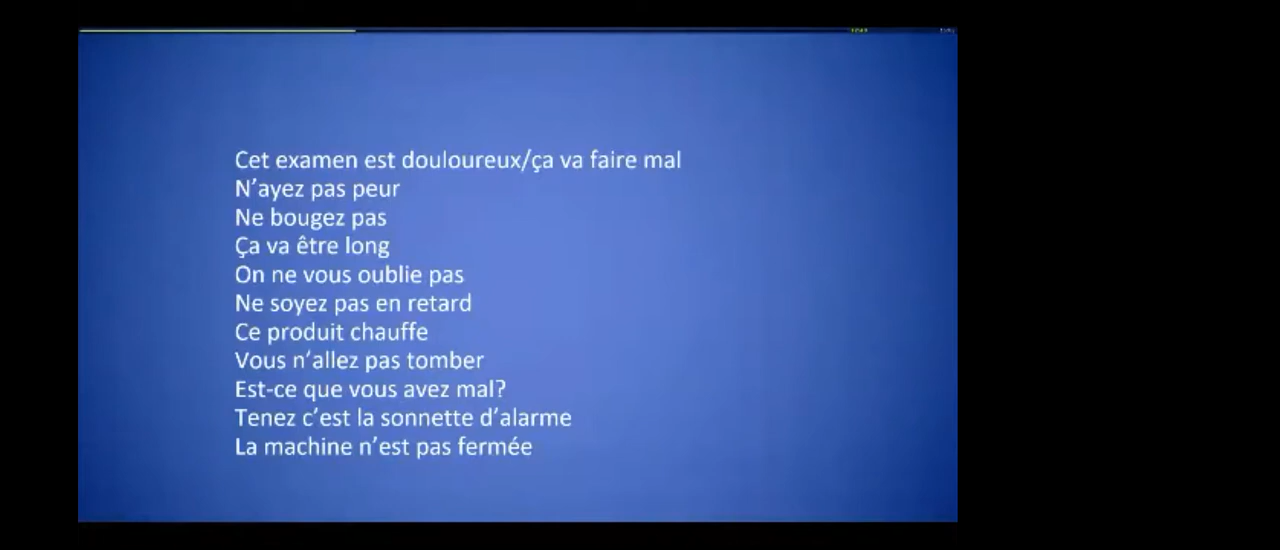 Cet examen est douloureux/ça va faire mal
N’ayez pas peur
Ne bougez pas
Ça va être long
On ne vous oublie pas
Ne soyez pas en retard
Ce produit chauffe
Vous n’allez pas tomber
Est-ce que vous avez mal?
Tenez c’est la sonnette d’alarme
La machine n’est pas fermée